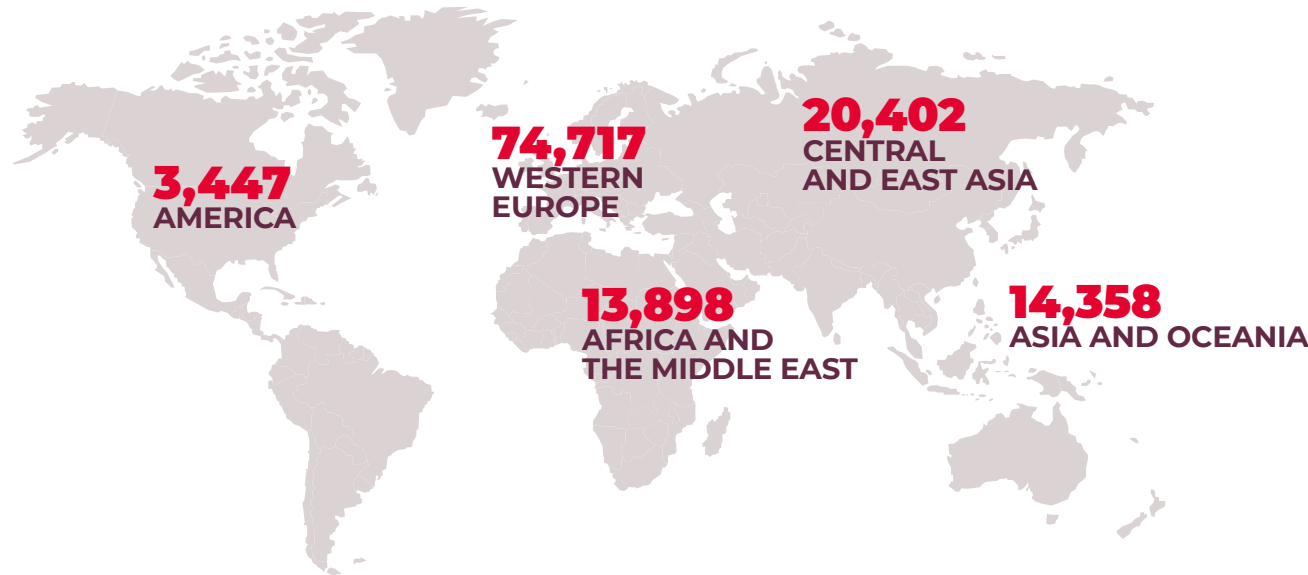 3,447
AMERICA
74,717
WESTERN
EUROPE
20,402
CENTRAL
AND EAST ASIA
13,898
AFRICA AND
THE MIDDLE EAST
14,358
ASIA AND OCEANIA